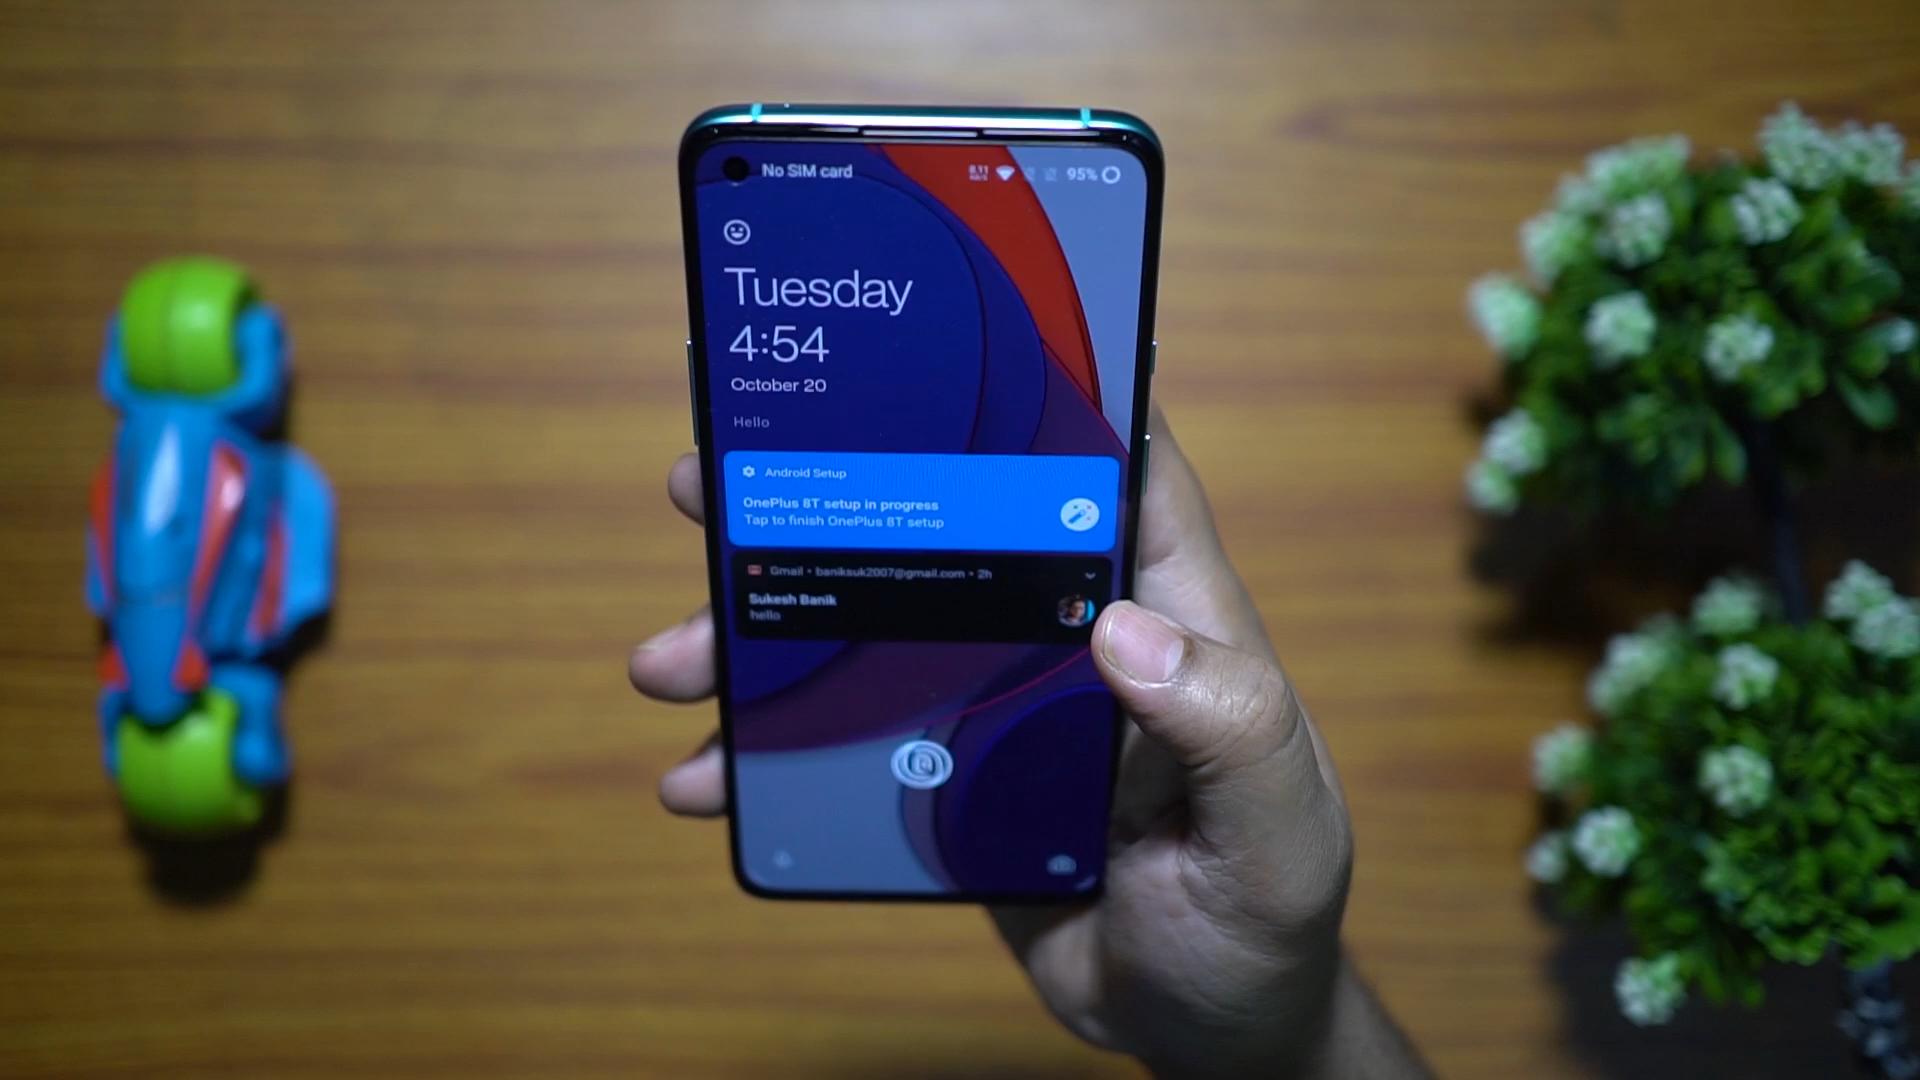 No SIM card 95%
Tuesday
4:54
October 20
Hello
Android Setup
OnePlus 8T setup in progress
Tap to finish OnePlus 8T setup
Gmail • baniksuk2007@gmail.com • 2h
Sukesh Banik
hello